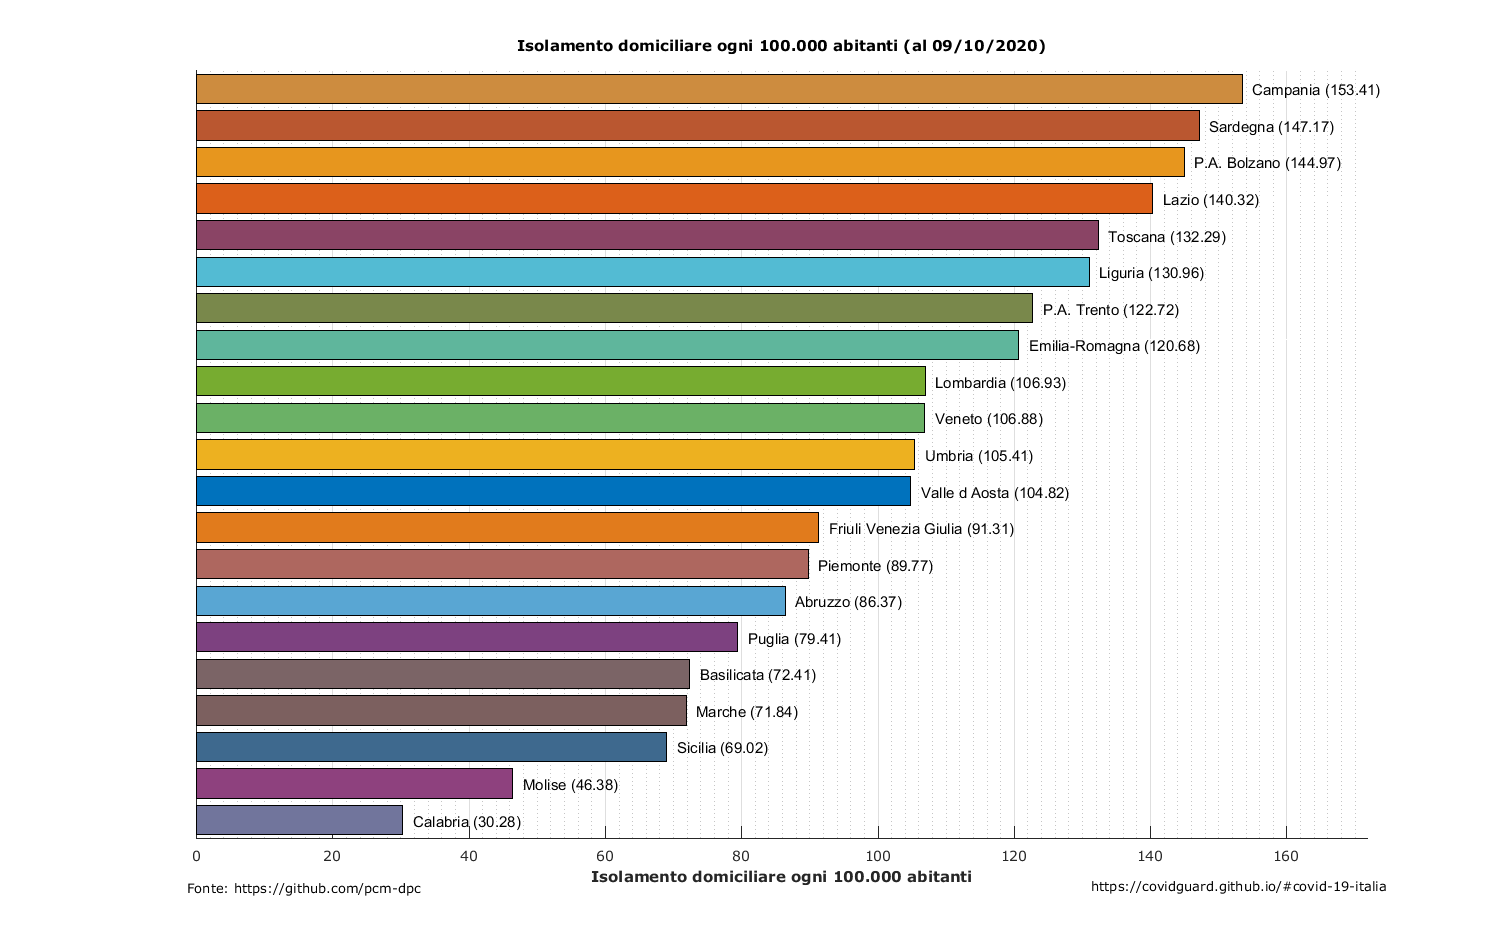 Isolamento domiciliare ogni 100.000 abitanti (al 09/10/2020)
Campania (153.41)
Sardegna (147.17)
P.A. Bolzano (144.97)
Lazio (140.32)
Toscana (132.29)
Liguria (130.96)
P.A. Trento (122.72)
Emilia-Romagna (120.68)
Lombardia (106.93)
Veneto (106.88)
Umbria (105.41)
Valle d Aosta (104.82)
Friuli Venezia Giulia (91.31)
Piemonte (89.77)
Abruzzo (86.37)
Puglia (79.41)
Basilicata (72.41)
Marche (71.84)
Sicilia (69.02)
Molise (46.38)
Calabria (30.28)
0 20 40 60 80 100 120 140 160
Isolamento domiciliare ogni 100.000 abitanti
Fonte: https://github.com/pcm-dpc
https://covidguard.github.io/#covid-19-italia